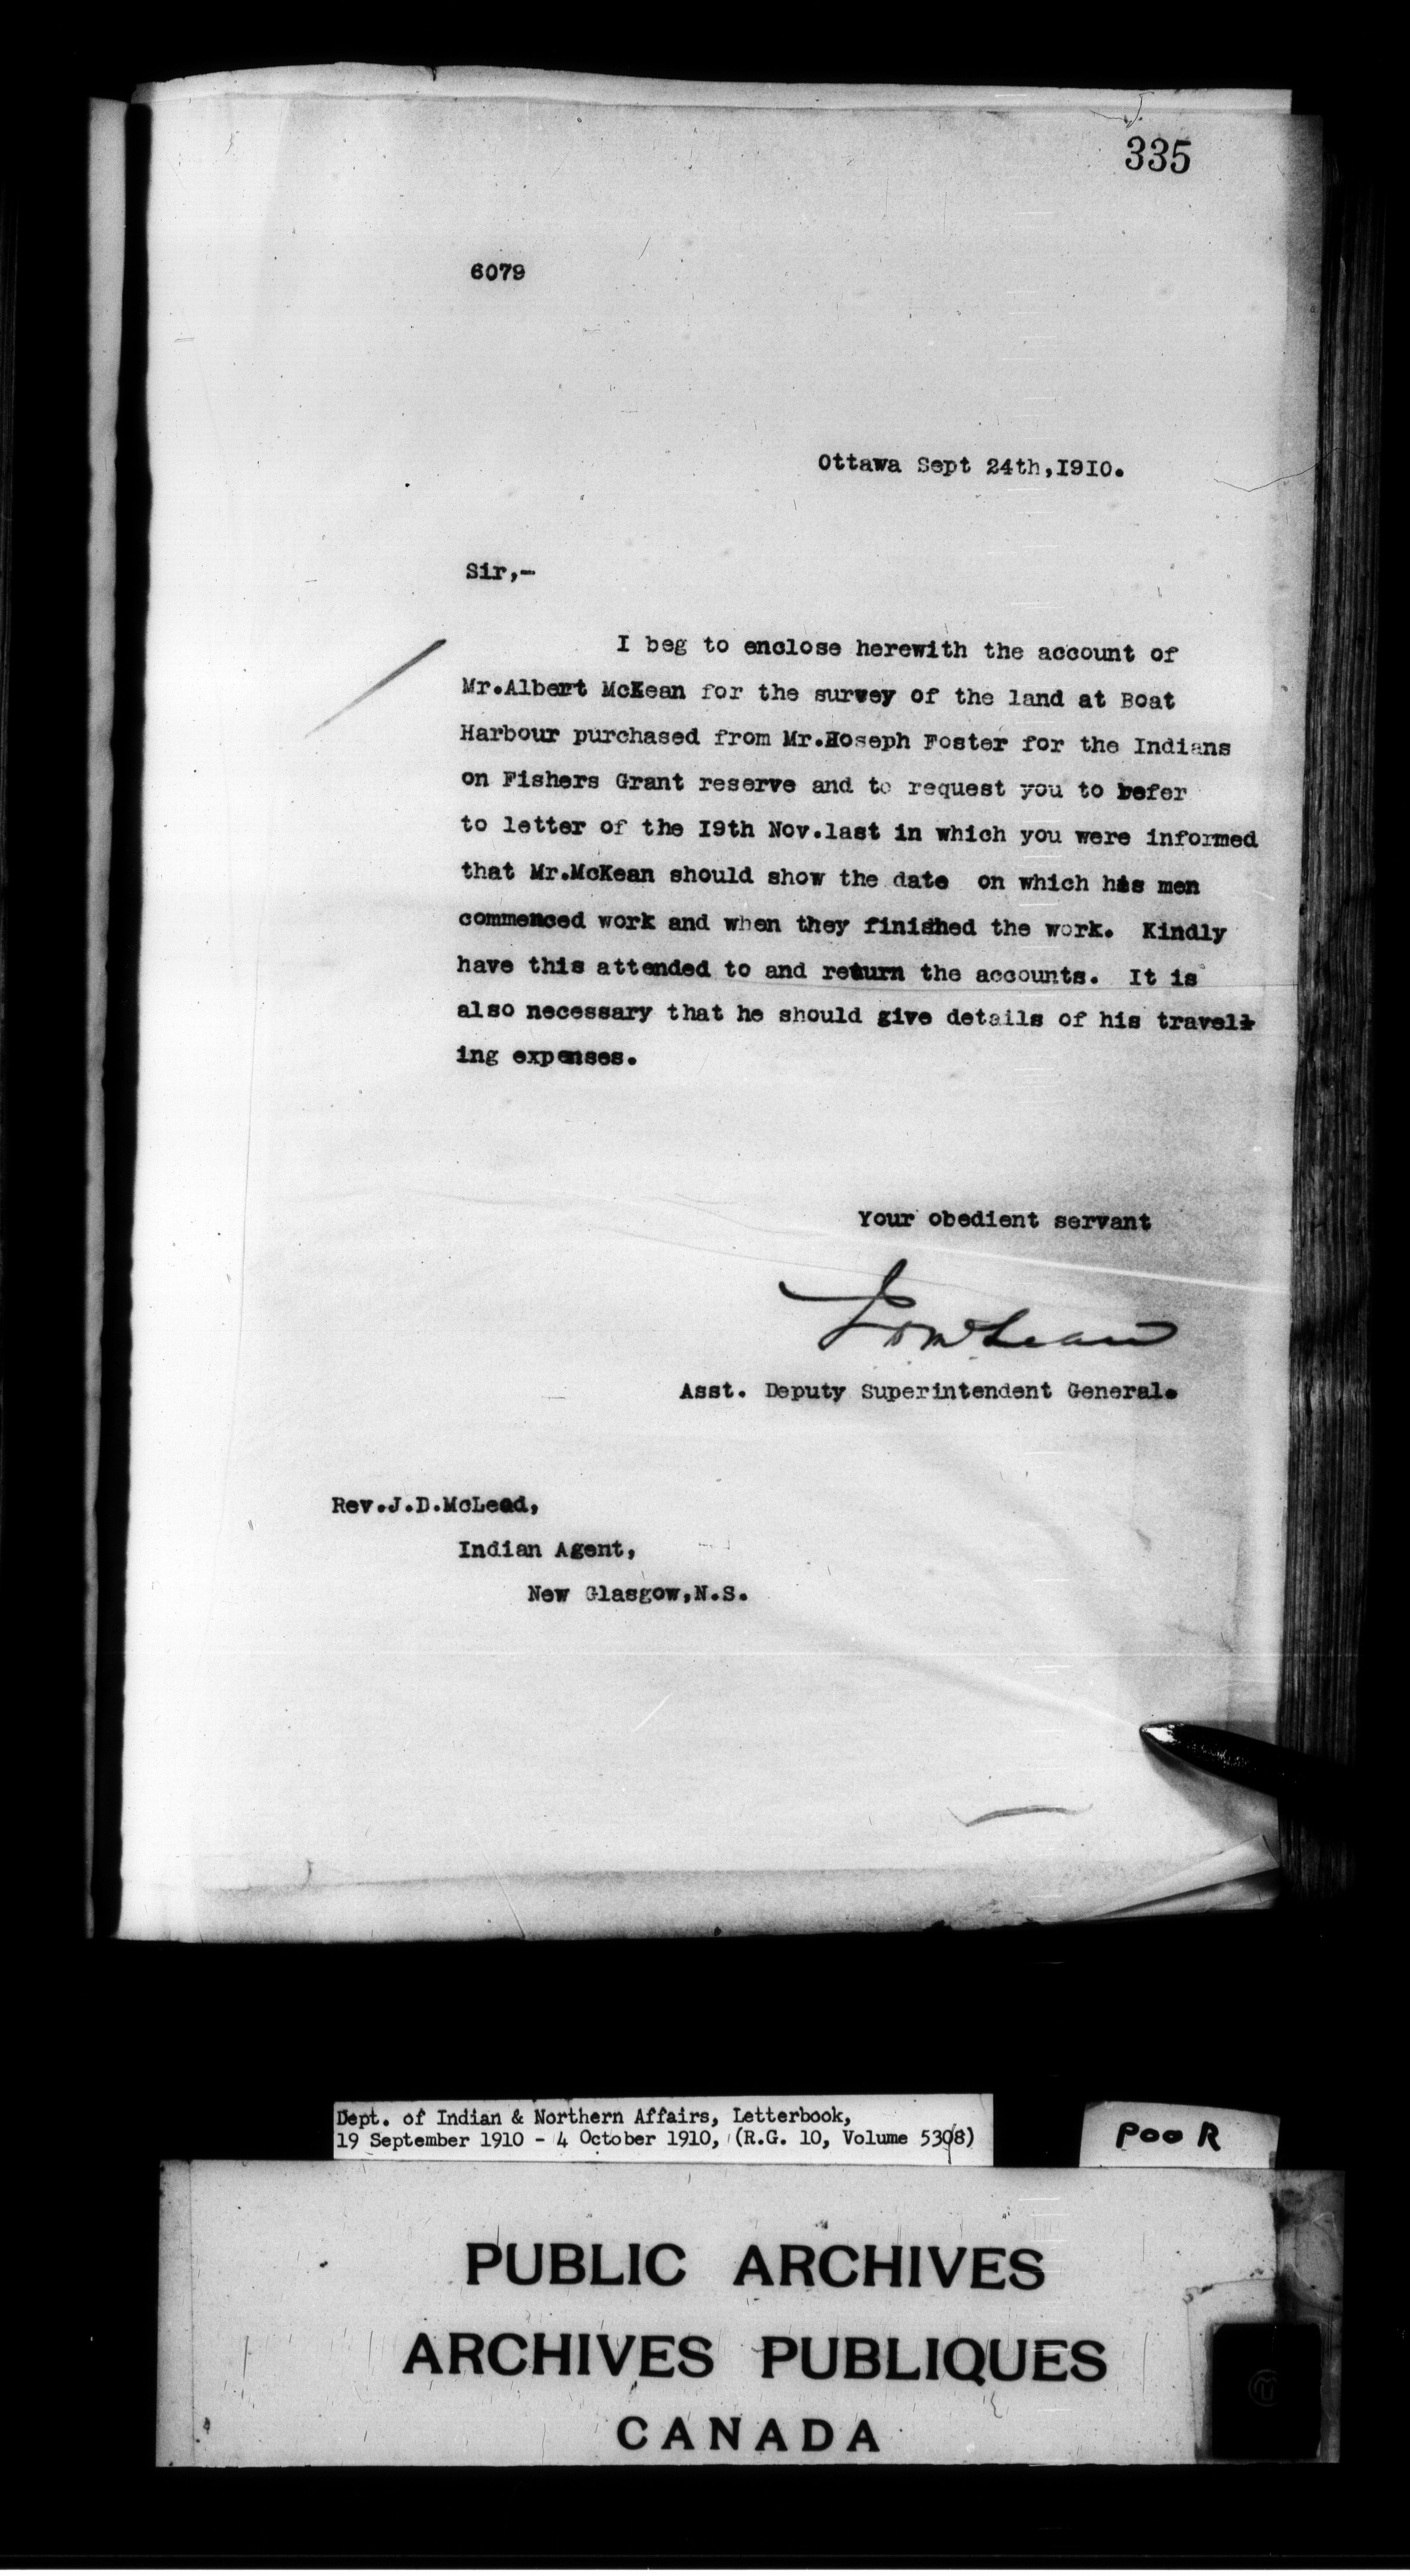 335
6079
Ottawa Sept 24th,I9I0.
Sir,-
I beg to enclose herewith the account of
Mr.Albert McKean for the survey of the land at Boat
Harbour purchased from Mr.Hoseph Foster for the Indians
on Fishers Grant reserve and to request you to refer
to letter of the I9th Nov.last in which you were informed
that Mr.McKean should show the date on which his men
commenced work and when they finished the work. Kindly
have this attended to and return the accounts. It is
also necessary that he should give details of his travell
ing expenses.
Your obedient servant
J D McLean
Asst. Deputy Superintendent General.
Rev.J.D.McLeod,
Indian Agent,
New Glasgow,N.S.
Dept. of Indian & Northern Affairs, Letterbook,
19 September 1910 - 4 October 1910, (R.G. 10, Volume 5308)
POOR
PUBLIC ARCHIVES
ARCHIVES PUBLIQUES
CANADA